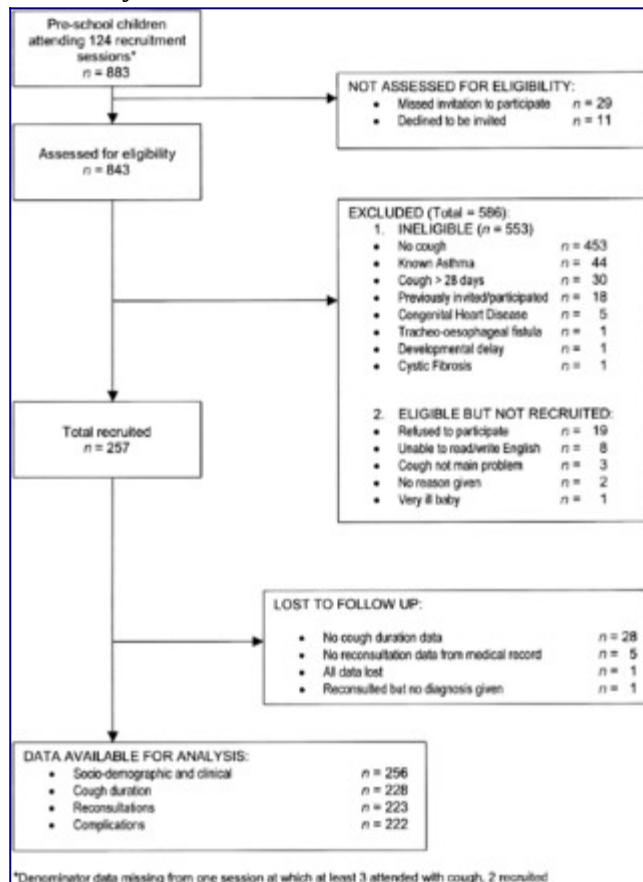 Pre-school children
attending 124 recruitment
sessions*
n = 883
NOT ASSESSED FOR ELIGIBILITY:
• Missed invitation to participate n = 29
• Declined to be invited n = 11
Assessed for eligibility
n = 843
EXCLUDED (Total = 586):
1. INELIGIBLE (n = 553)
• No cough n = 453
• Known Asthma n = 44
• Cough > 28 days n = 30
• Previously invited/participated n = 18
• Congenital Heart Disease n = 5
• Tracheo-oesophageal fistula n = 1
• Developmental delay n = 1
• Cystic Fibrosis n = 1
2. ELIGIBLE BUT NOT RECRUITED:
• Refused to participate n = 19
• Unable to read/write English n = 8
• Cough not main problem n = 3
• No reason given n = 2
• Very ill baby n = 1
Total recruited
n = 257
LOST TO FOLLOW UP:
• No cough duration data n = 28
• No reconsultation data from medical record n = 5
• All data lost n = 1
• Reconsulted but no diagnosis given n = 1
DATA AVAILABLE FOR ANALYSIS:
• Socio-demographic and clinical n = 256
• Cough duration n = 228
• Reconsultations n = 223
• Complications n = 222
*Denominator data missing from one session at which at least 3 attended with cough, 2 recruited